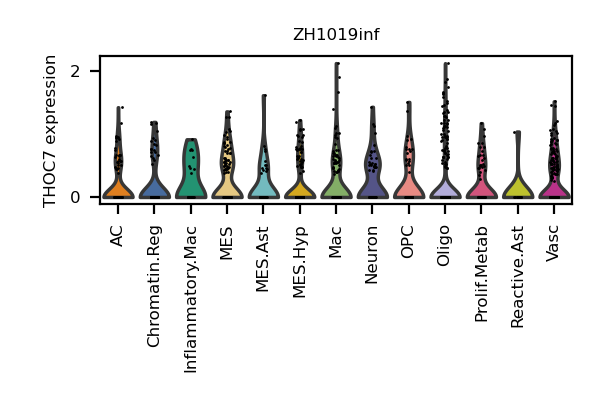 ZH1019inf
THOC7 expression
2
0
AC
Chromatin.Reg
Inflammatory.Mac
MES
MES.Ast
MES.Hyp
Mac
Neuron
OPC
Oligo
Prolif.Metab
Reactive.Ast
Vasc